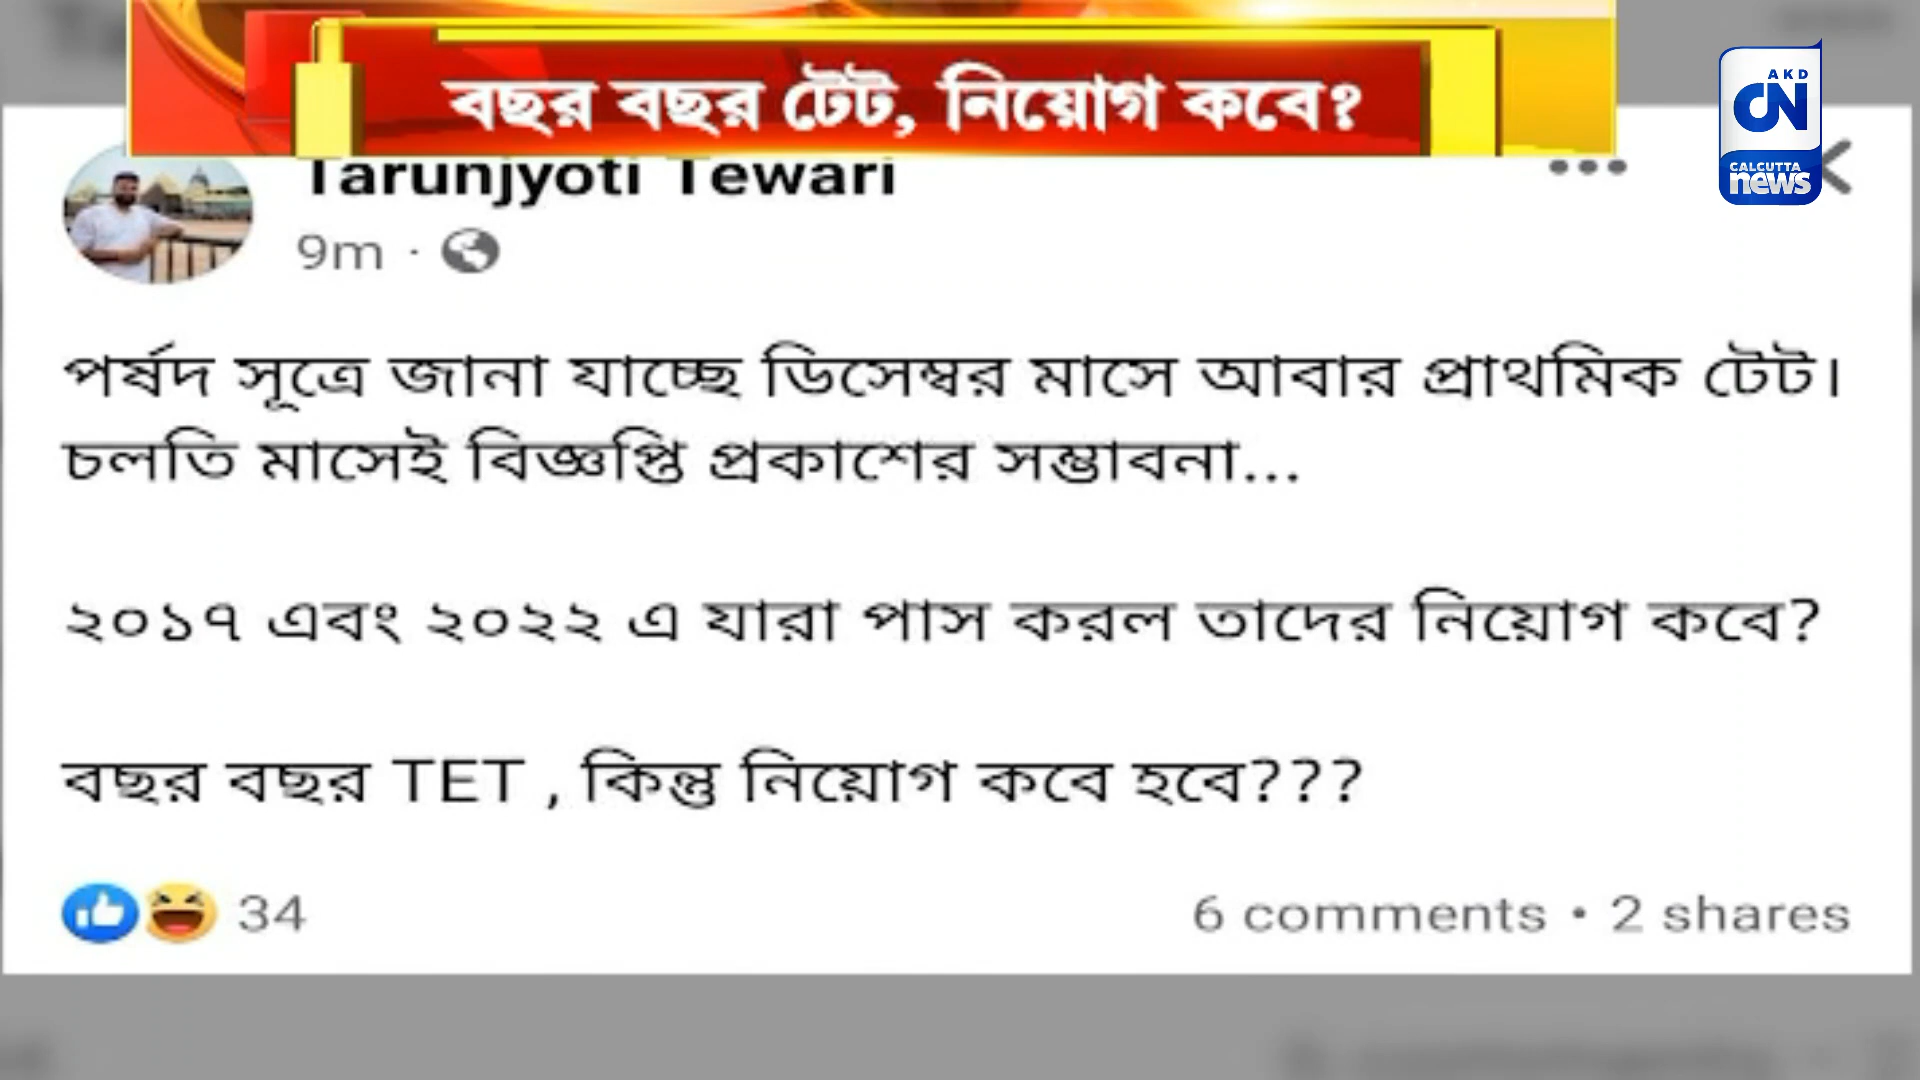 বছর বছর টেট, নিয়োগ কবে?
AKD
CN
CALCUTTA
news
Tarunjyoti Tewari
9m ·
পর্ষদ সূত্রে জানা যাচ্ছে ডিসেম্বর মাসে আবার প্রাথমিক টেট।
চলতি মাসেই বিজ্ঞপ্তি প্রকাশের সম্ভাবনা...
২০১৭ এবং ২০২২ এ যারা পাস করল তাদের নিয়োগ কবে?
বছর বছর TET , কিন্তু নিয়োগ কবে হবে???
34
6 comments • 2 shares